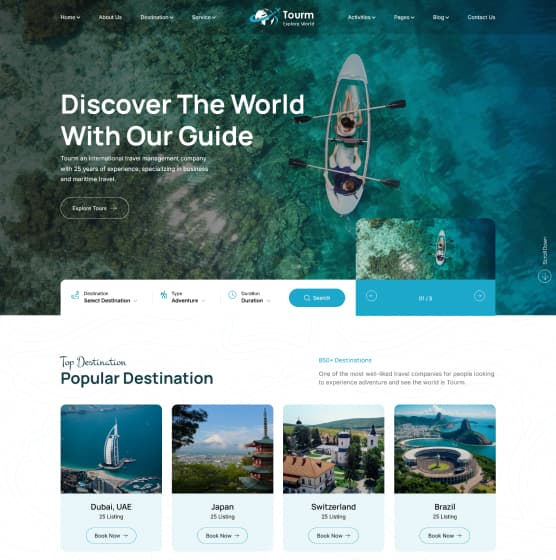 Home
About Us
Destination
Service
Tourm
Explore World
Activities
Pages
Blog
Contact Us
Discover The World
With Our Guide
Tourm an international travel management company
with 25 years of experience, specializing in business
and maritime travel.
Explore Tours
Scroll Down
Destination
Select Destination
Type
Adventure
Duration
Duration
Search
01 / 5
Top Destination
Popular Destination
850+ Destinations
One of the most well-liked travel companies for people looking
to experience adventure and see the world is Tourm.
Dubai, UAE
25 Listing
Book Now
Japan
25 Listing
Book Now
Switzerland
25 Listing
Book Now
Brazil
25 Listing
Book Now